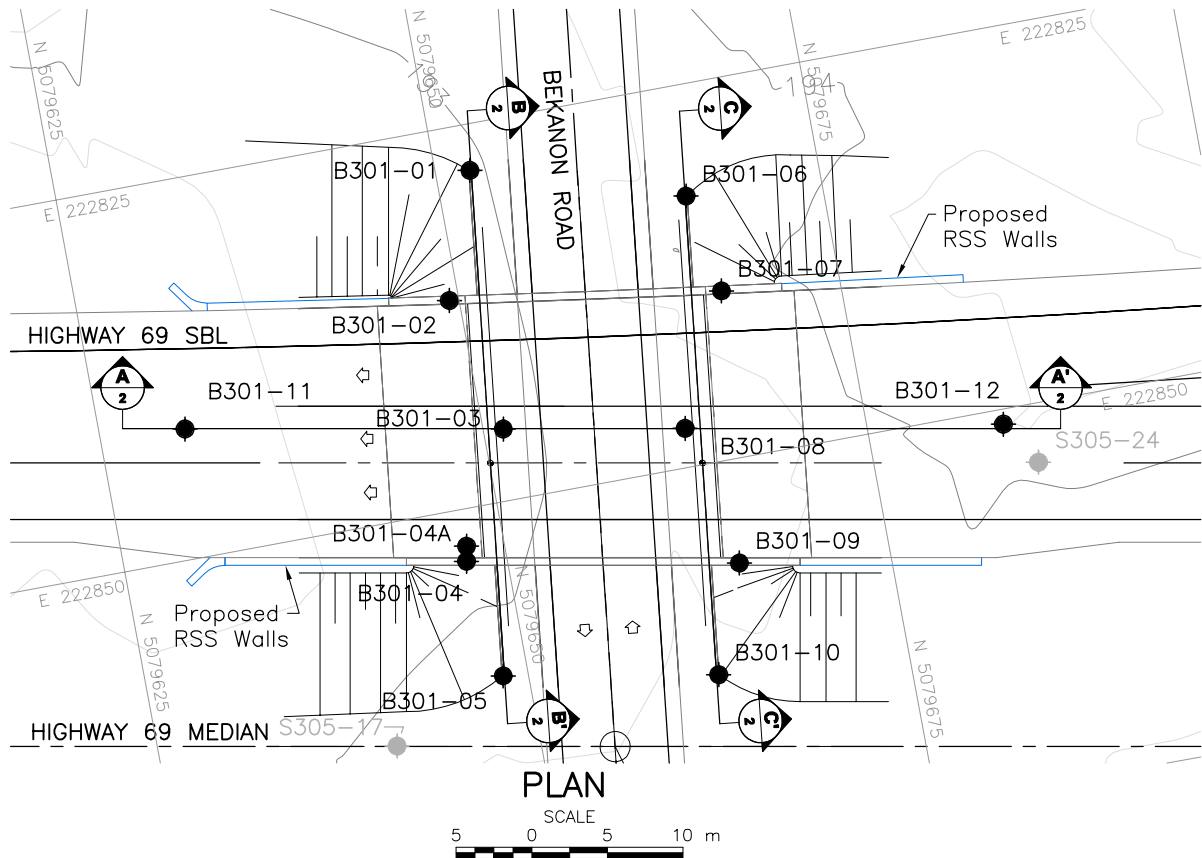 E 222825
N 5079625
N 5079650
N 5079675
194
B
2
C
2
BEKANON ROAD
B301-01
B301-06
E 222825
Proposed
RSS Walls
B301-07
B301-02
HIGHWAY 69 SBL
A
2
A'
2
B301-11
B301-12
E 222850
B301-03
B301-08
S305-24
B301-04A
B301-09
B301-04
E 222850
Proposed
RSS Walls
N 5079625
N 5079650
N 5079675
B301-10
B301-05
B'
2
C'
2
S305-17
HIGHWAY 69 MEDIAN
PLAN
SCALE
5 0 5 10 m